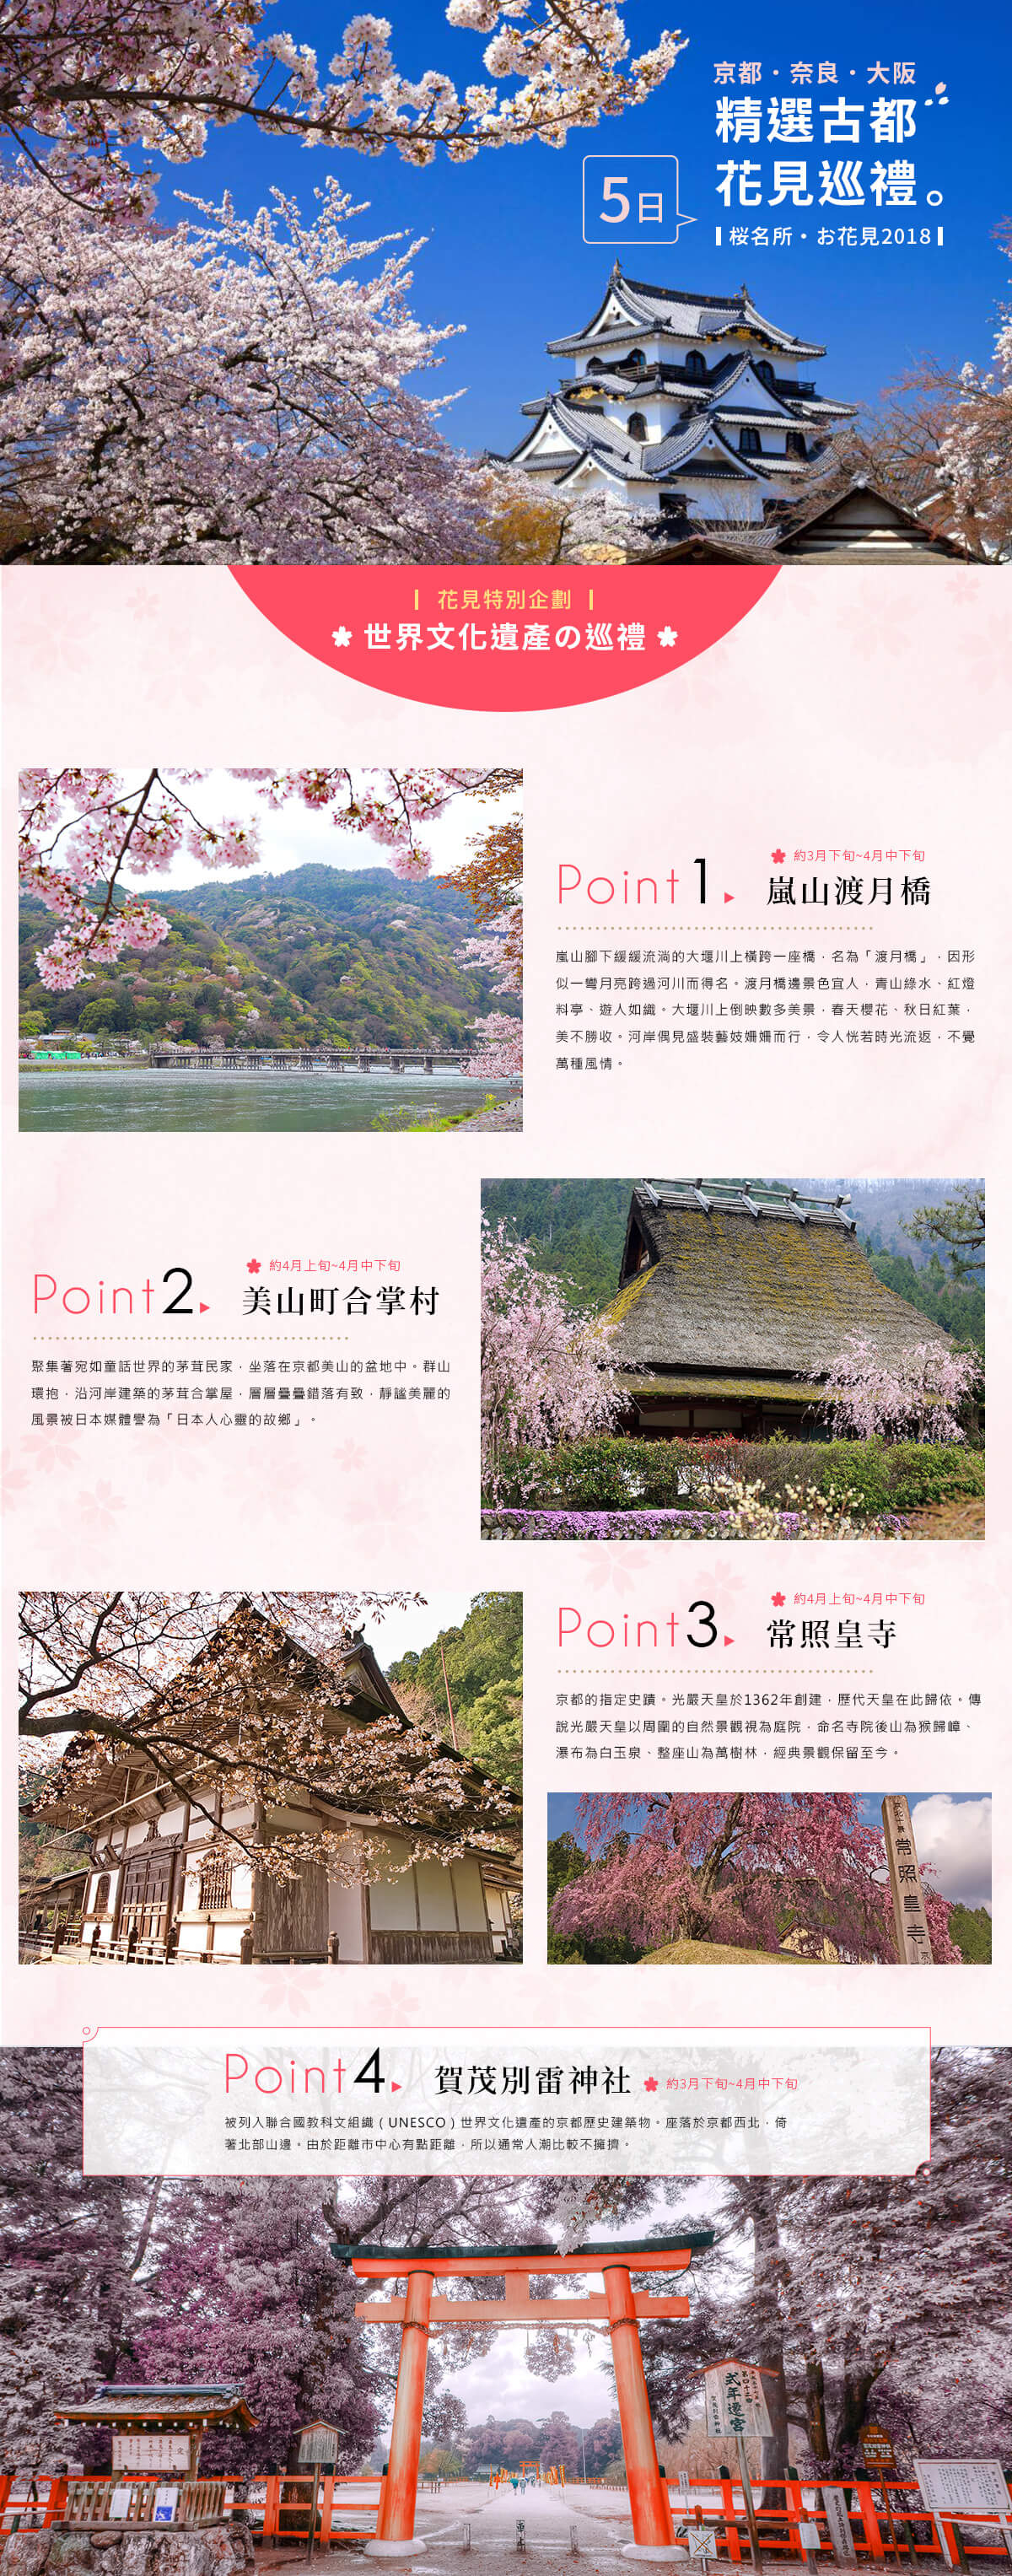 京都・奈良・大阪
精選古都
花見巡禮。
5日
桜名所・お花見2018
花見特別企劃
世界文化遺產の巡禮
Point 1
約3月下旬~4月中下旬
嵐山渡月橋
嵐山腳下緩緩流淌的大堰川上橫跨一座橋，名為「渡月橋」，因形
似一彎月亮跨過河川而得名。渡月橋邊景色宜人，青山綠水、紅燈
料亭、遊人如織。大堰川上倒映數多美景，春天櫻花、秋日紅葉，
美不勝收。河岸偶見盛裝藝妓姍姍而行，令人恍若時光流返，不覺
萬種風情。
Point 2
約4月上旬~4月中下旬
美山町合掌村
聚集著宛如童話世界的茅茸民家，坐落在京都美山的盆地中。群山
環抱，沿河岸建築的茅茸合掌屋，層層疊疊錯落有致，靜謐美麗的
風景被日本媒體譽為「日本人心靈的故鄉」。
Point 3
約4月上旬~4月中下旬
常照皇寺
京都的指定史蹟。光嚴天皇於1362年創建，歷代天皇在此歸依。傳
說光嚴天皇以周圍的自然景觀視為庭院，命名寺院後山為猴歸嶂、
瀑布為白玉泉、整座山為萬樹林，經典景觀保留至今。
常照皇寺
Point 4
賀茂別雷神社
約3月下旬~4月中下旬
被列入聯合國教科文組織（UNESCO）世界文化遺產的京都歷史建築物。座落於京都西北，倚
著北部山邊。由於距離市中心有點距離，所以通常人潮比較不擁擠。
式年遷宮